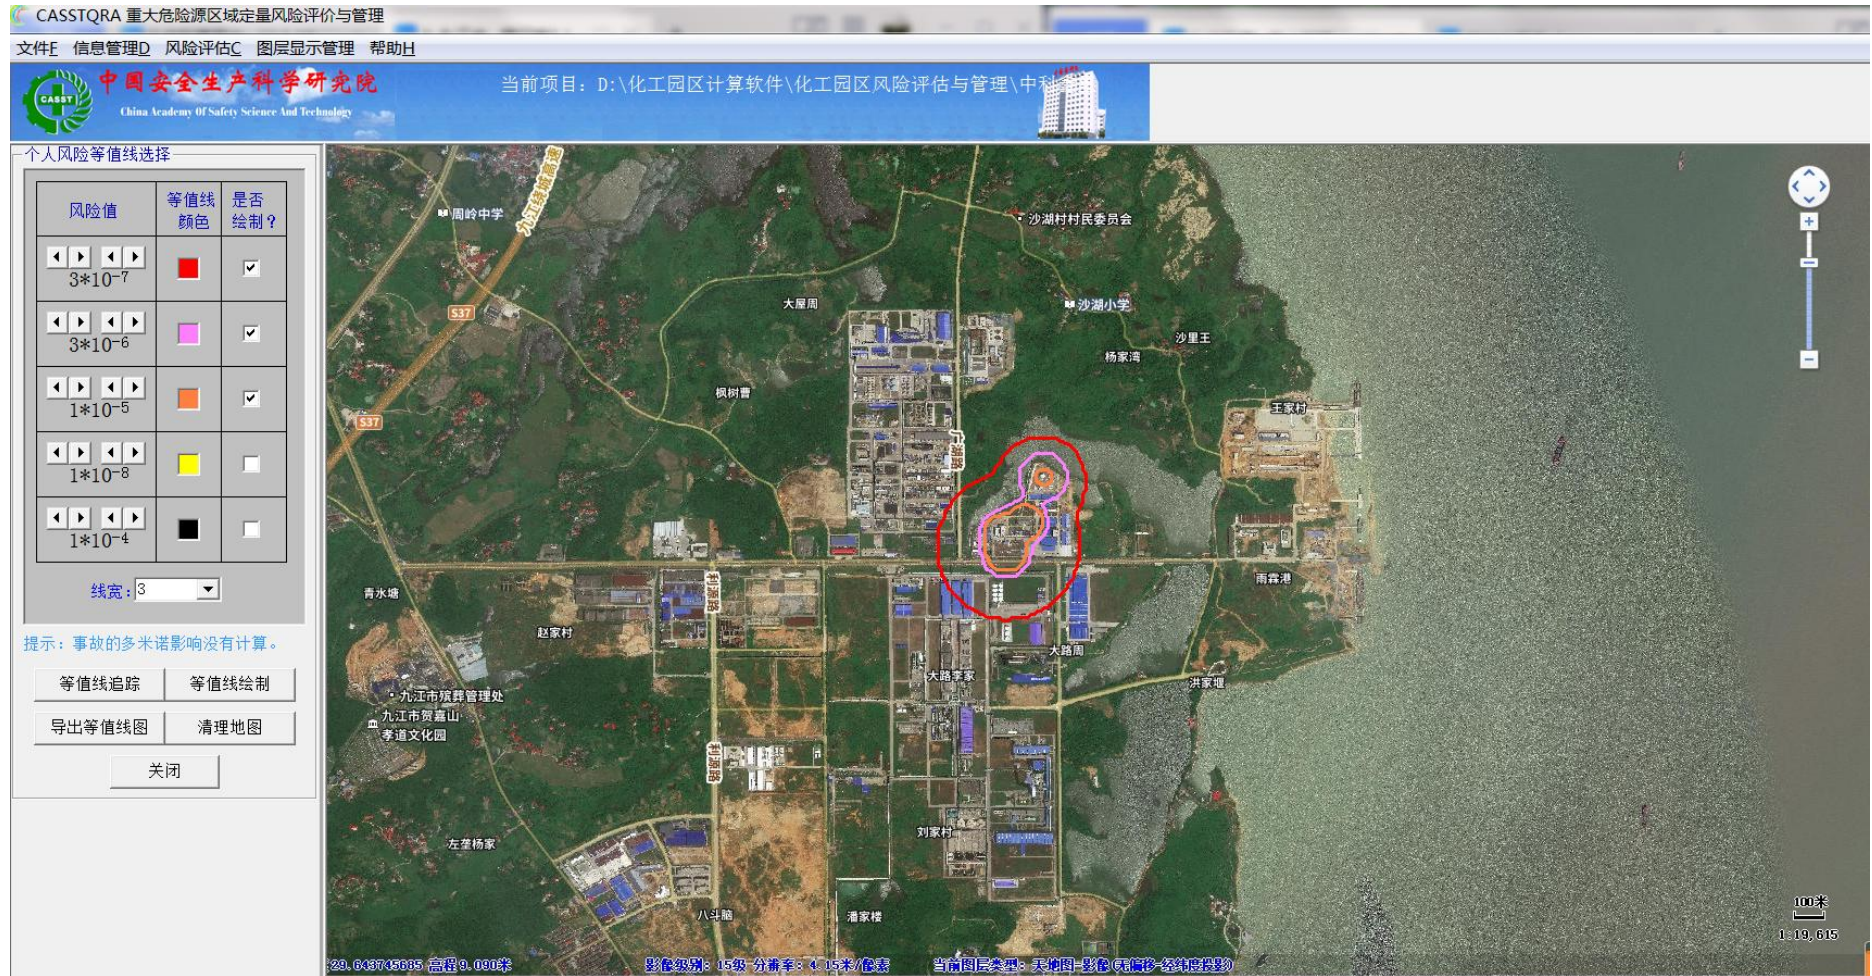 CASSTQRA 重大危险源区域定量风险评价与管理
文件F 信息管理D 风险评估C 图层显示管理 帮助H
CASST
中国安全生产科学研究院
China Academy Of Safety Science And Technology
当前项目: D:\化工园区计算软件\化工园区风险评估与管理\中科
个人风险等值线选择
风险值 等值线颜色 是否绘制?
3*10-7
3*10-6
1*10-5
1*10-8
1*10-4
线宽: 3
提示: 事故的多米诺影响没有计算。
等值线追踪 等值线绘制
导出等值线图 清理地图
关闭
周岭中学
九江绕城高速
沙湖村村民委员会
大屋周
沙湖小学
S37
沙里王
杨家湾
枫树曹
王家村
S37
青水塘
利源路
雨霖港
赵家村
大路周
大路李家
洪家堰
九江市殡葬管理处
九江市贺嘉山
孝道文化园
利源路
刘家村
左垄杨家
八斗脑
潘家楼
100米
1:19,615
29.643745685 高程9.090米
影像级别: 15级 分辨率: 4.15米/像素
当前图层类型: 天地图-影像(无偏移-经纬度投影)